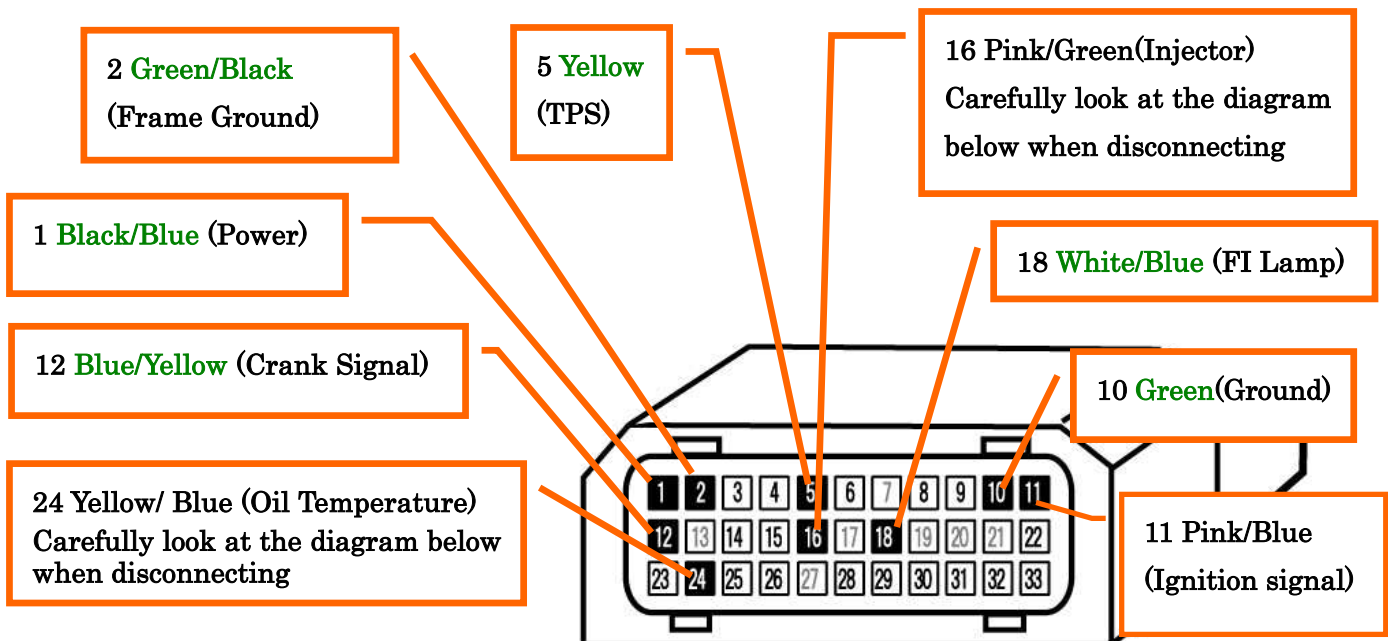 2 Green/Black
(Frame Ground)
5 Yellow
(TPS)
16 Pink/Green(Injector)
Carefully look at the diagram
below when disconnecting
1 Black/Blue (Power)
18 White/Blue (FI Lamp)
12 Blue/Yellow (Crank Signal)
10 Green(Ground)
24 Yellow/ Blue (Oil Temperature)
Carefully look at the diagram below
when disconnecting
11 Pink/Blue
(Ignition signal)
1 2 3 4 5 6 7 8 9 10 11
12 13 14 15 16 17 18 19 20 21 22
23 24 25 26 27 28 29 30 31 32 33